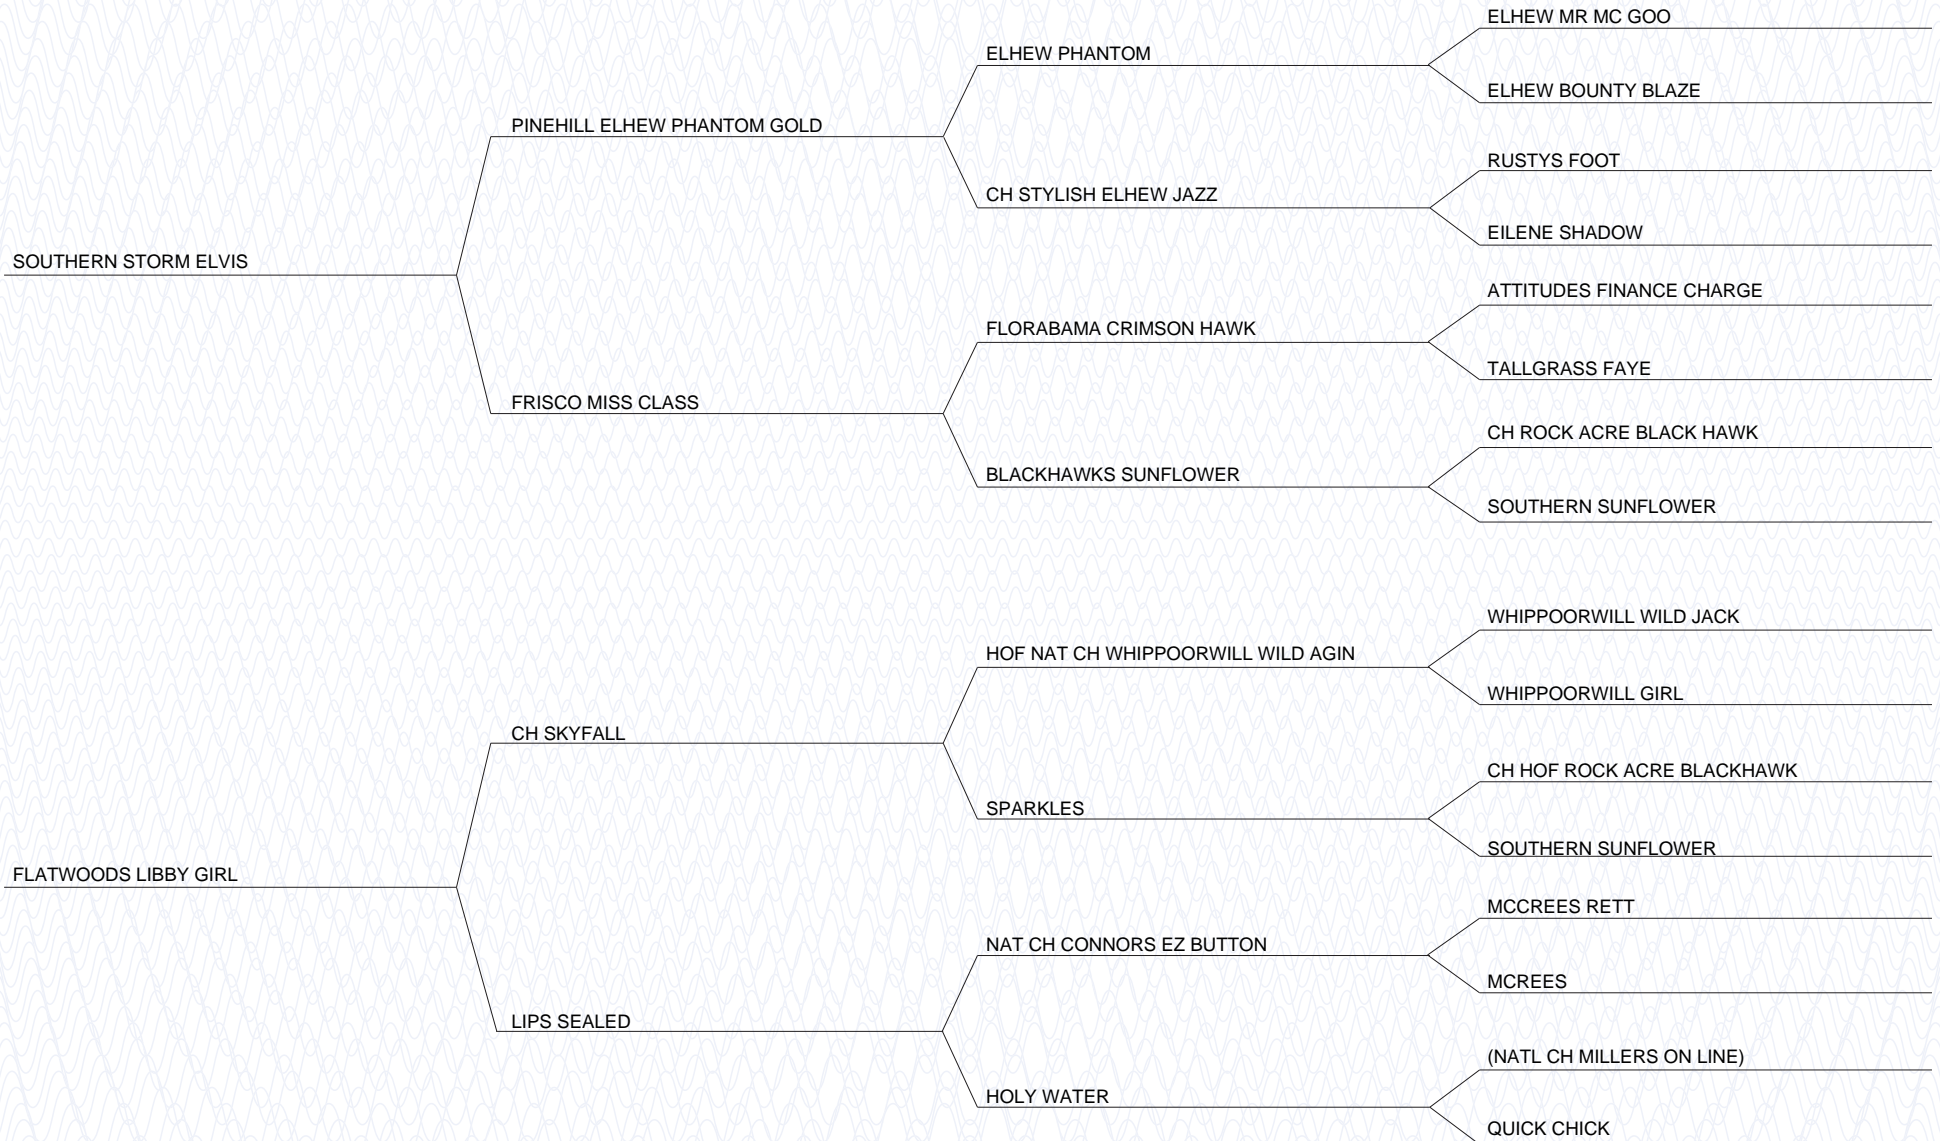 ELHEW MR MC GOO
ELHEW PHANTOM
ELHEW BOUNTY BLAZE
PINEHILL ELHEW PHANTOM GOLD
RUSTYS FOOT
CH STYLISH ELHEW JAZZ
EILENE SHADOW
SOUTHERN STORM ELVIS
ATTITUDES FINANCE CHARGE
FLORABAMA CRIMSON HAWK
TALLGRASS FAYE
FRISCO MISS CLASS
CH ROCK ACRE BLACK HAWK
BLACKHAWKS SUNFLOWER
SOUTHERN SUNFLOWER
WHIPPOORWILL WILD JACK
HOF NAT CH WHIPPOORWILL WILD AGIN
WHIPPOORWILL GIRL
CH SKYFALL
CH HOF ROCK ACRE BLACKHAWK
SPARKLES
SOUTHERN SUNFLOWER
FLATWOODS LIBBY GIRL
MCCREES RETT
NAT CH CONNORS EZ BUTTON
MCREES
LIPS SEALED
(NATL CH MILLERS ON LINE)
HOLY WATER
QUICK CHICK